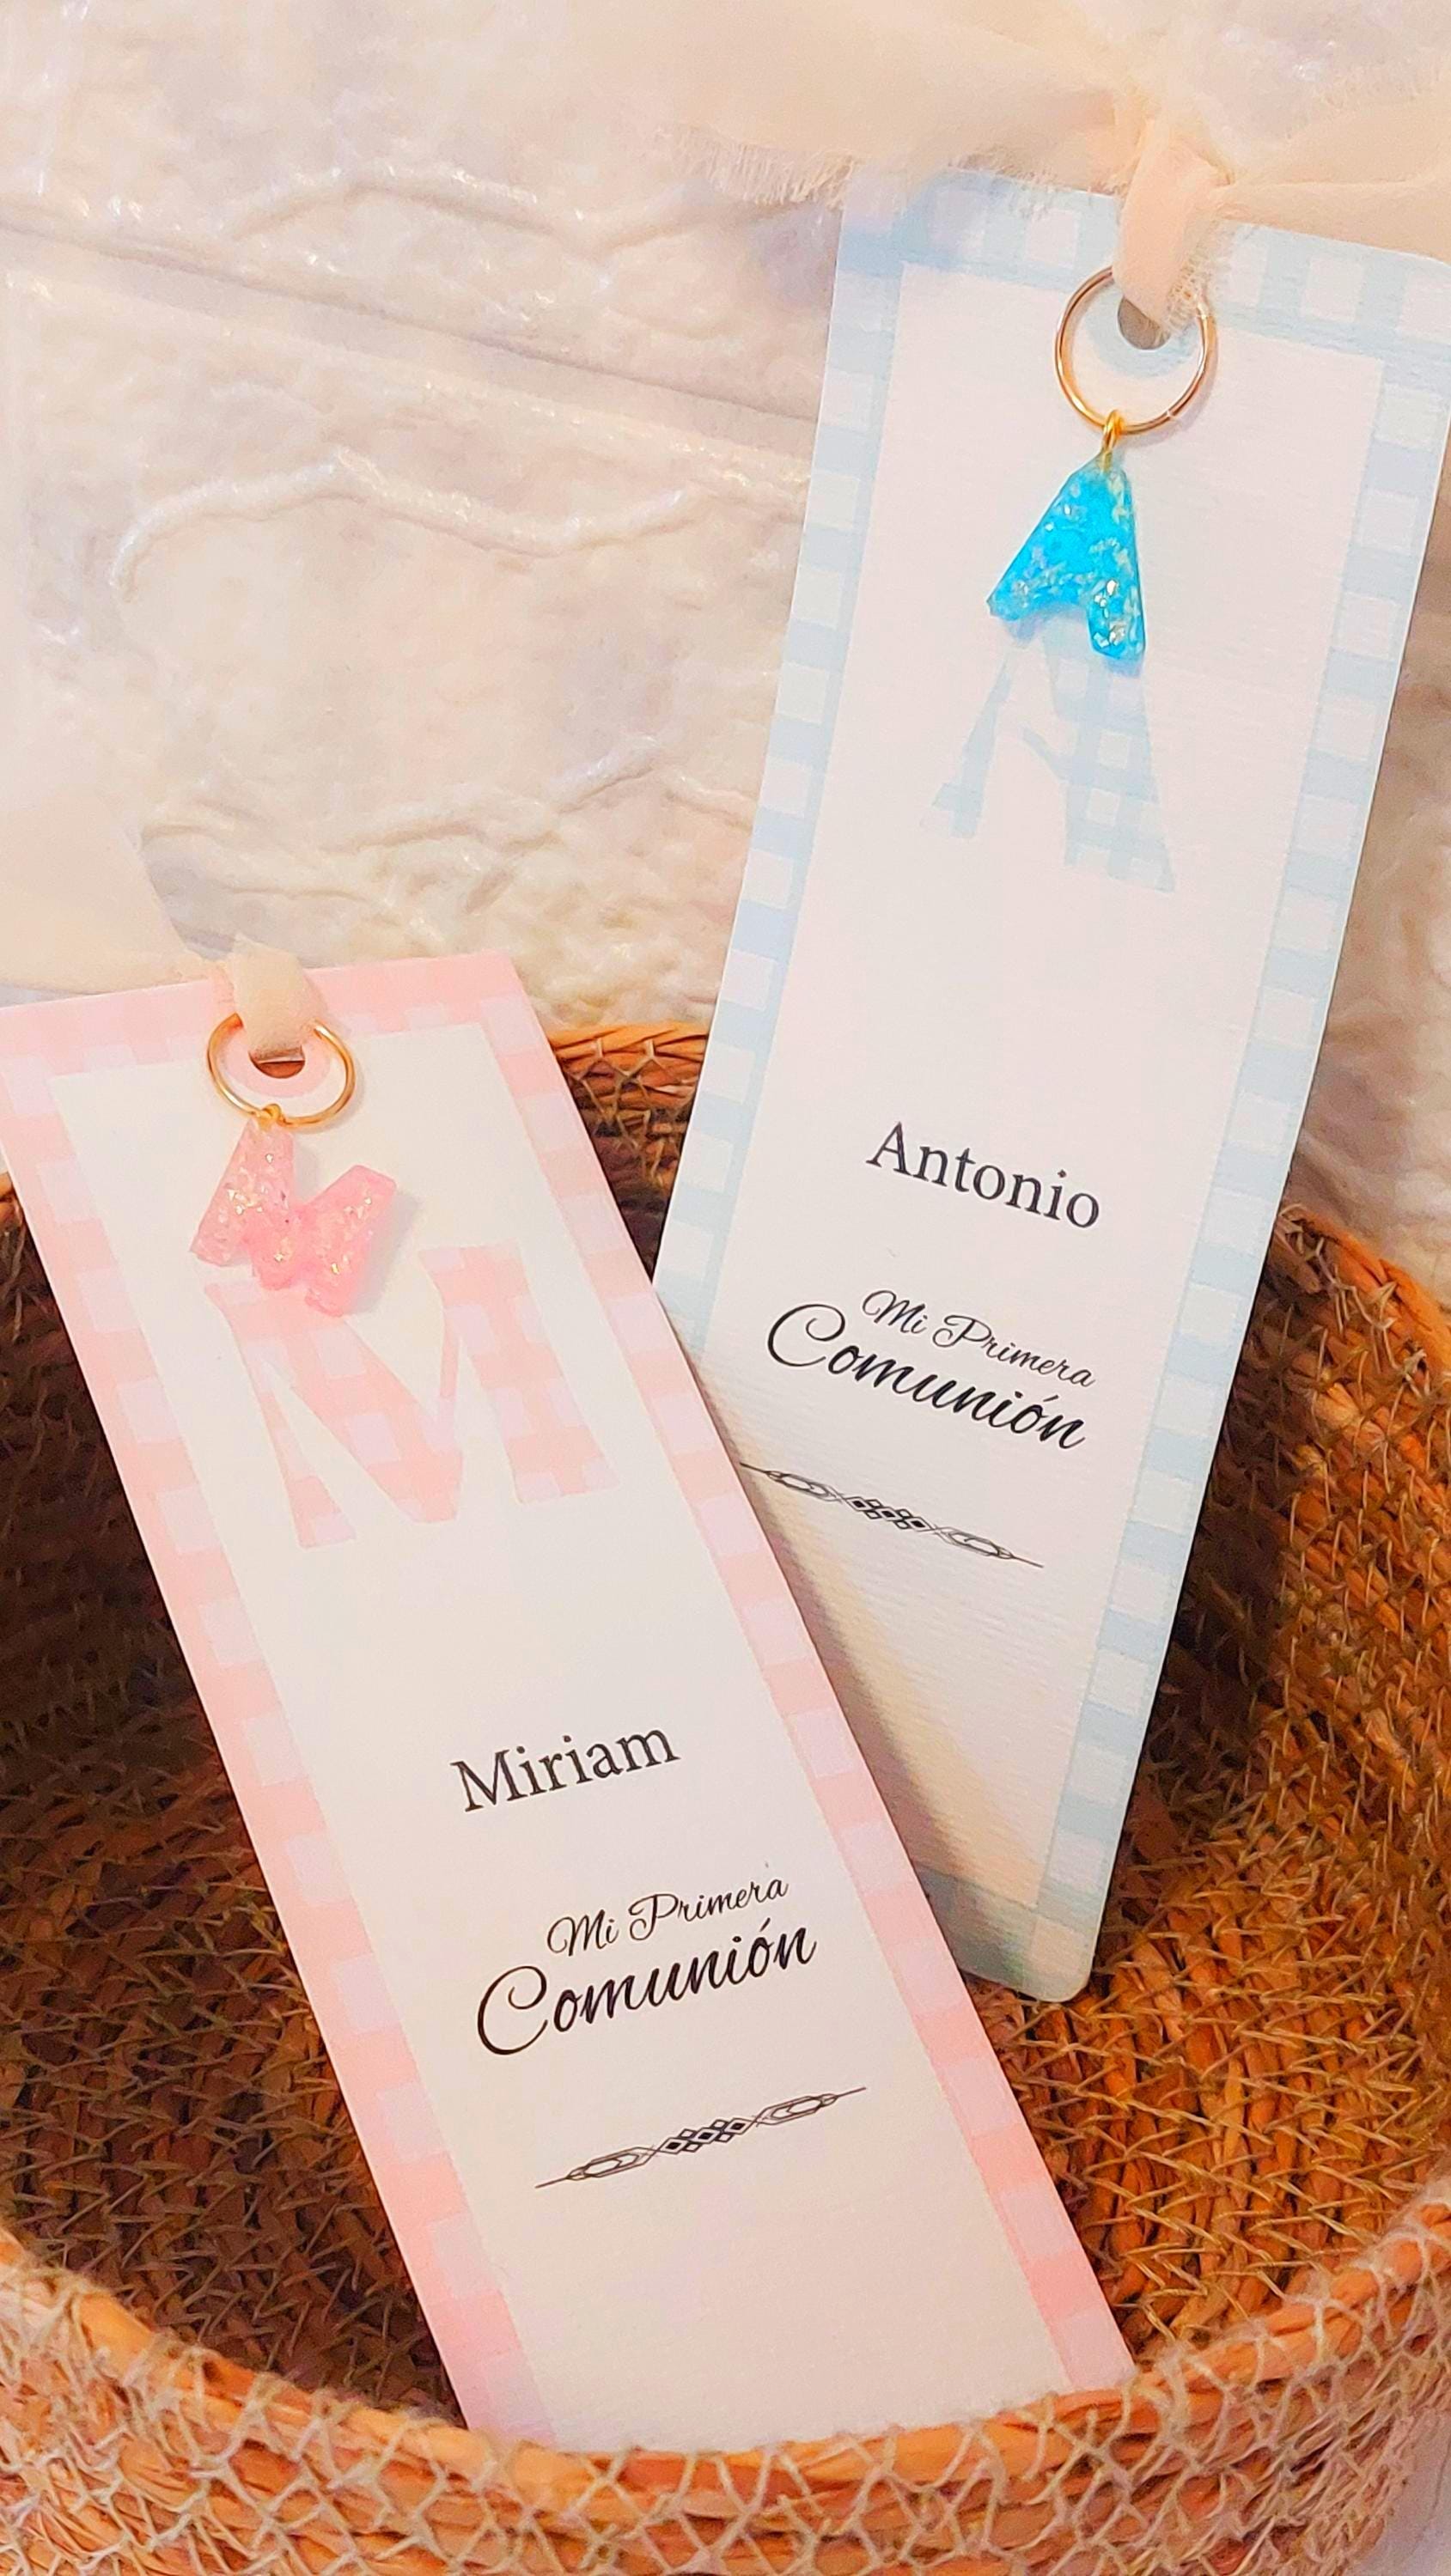 A
Antonio
Mi Primera
Comunión
M
Miriam
Mi Primera
Comunión